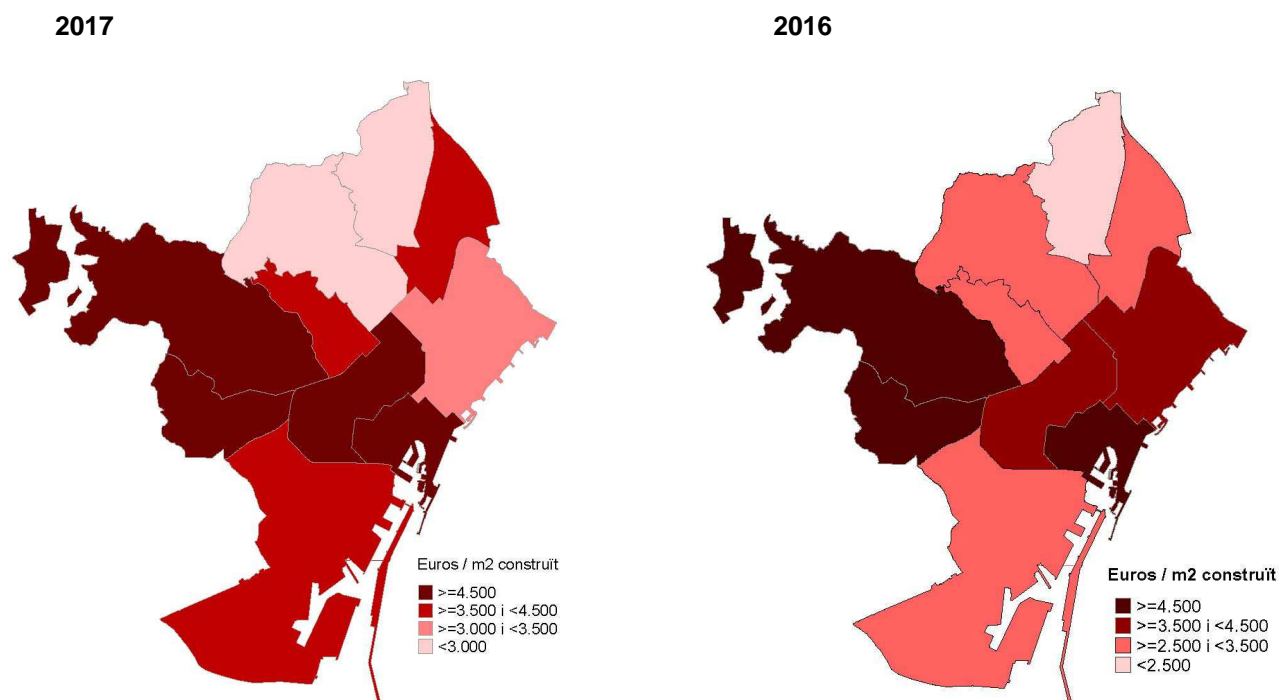 2017
2016
Euros / m2 construït
>=4.500
>=3.500 i <4.500
>=3.000 i <3.500
<3.000
Euros / m2 construït
>=4.500
>=3.500 i <4.500
>=2.500 i <3.500
<2.500